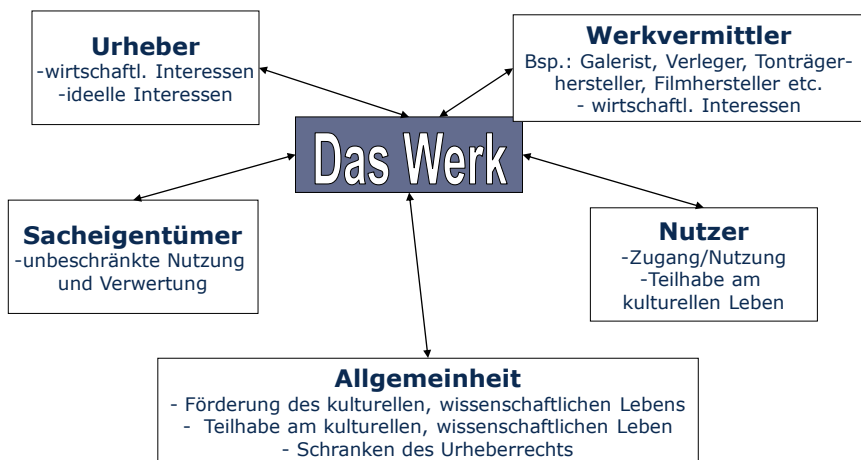 Urheber
-wirtschaftl. Interessen
-ideelle Interessen
Werkvermittler
Bsp.: Galerist, Verleger, Tonträger-
hersteller, Filmhersteller etc.
- wirtschaftl. Interessen
Das Werk
Sacheigentümer
-unbeschränkte Nutzung
und Verwertung
Nutzer
-Zugang/Nutzung
-Teilhabe am
kulturellen Leben
Allgemeinheit
- Förderung des kulturellen, wissenschaftlichen Lebens
- Teilhabe am kulturellen, wissenschaftlichen Leben
- Schranken des Urheberrechts